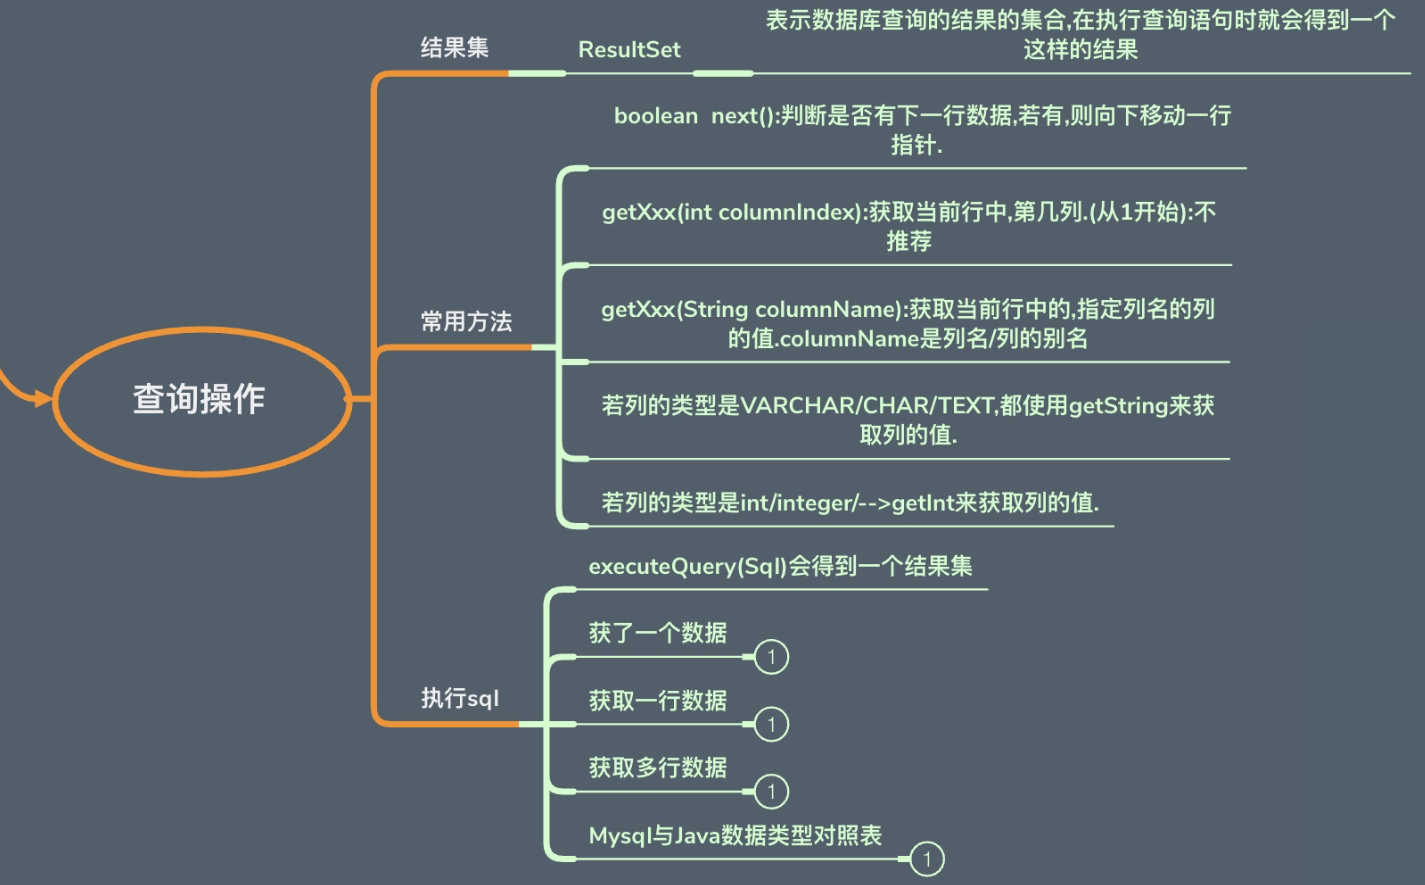 查询操作
结果集
ResultSet
表示数据库查询的结果的集合,在执行查询语句时就会得到一个
这样的结果
常用方法
boolean next():判断是否有下一行数据,若有,则向下移动一行
指针.
getXxx(int columnIndex):获取当前行中,第几列.(从1开始):不
推荐
getXxx(String columnName):获取当前行中的,指定列名的列
的值.columnName是列名/列的别名
若列的类型是VARCHAR/CHAR/TEXT,都使用getString来获
取列的值.
若列的类型是int/integer/-->getInt来获取列的值.
执行sql
executeQuery(Sql)会得到一个结果集
获了一个数据
1
获取一行数据
1
获取多行数据
1
Mysql与Java数据类型对照表
1